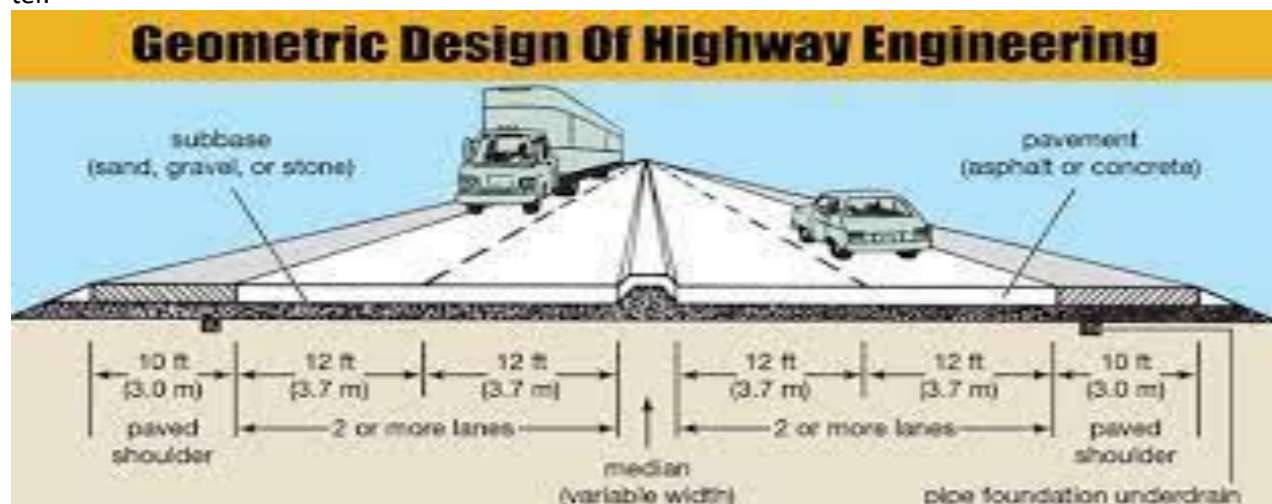 Geometric Design Of Highway Engineering
subbase
(sand, gravel, or stone)
pavement
(asphalt or concrete)
10 ft
(3.0 m)
paved
shoulder
12 ft
(3.7 m)
12 ft
(3.7 m)
2 or more lanes
median
(variable width)
12 ft
(3.7 m)
12 ft
(3.7 m)
2 or more lanes
10 ft
(3.0 m)
paved
shoulder
pipe foundation underdrain